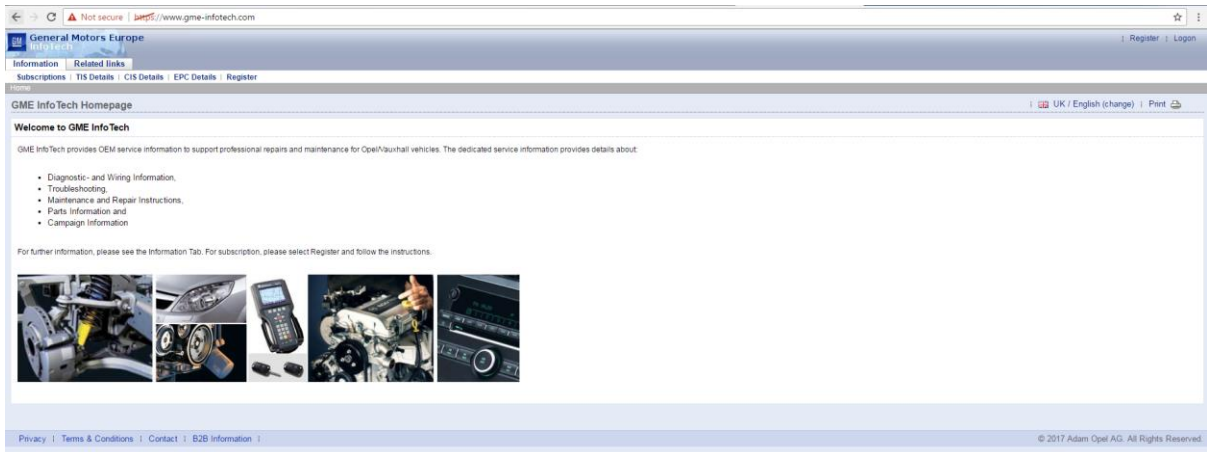 Not secure | https://www.gme-infotech.com
GM General Motors Europe
InfoTech
Register | Logon
Information Related links
Subscriptions | TIS Details | CIS Details | EPC Details | Register
Home
GME InfoTech Homepage
UK / English (change) | Print
Welcome to GME InfoTech
GME InfoTech provides OEM service information to support professional repairs and maintenance for Opel/Vauxhall vehicles. The dedicated service information provides details about:
• Diagnostic- and Wiring Information,
• Troubleshooting,
• Maintenance and Repair Instructions,
• Parts Information and
• Campaign Information
For further information, please see the Information Tab. For subscription, please select Register and follow the instructions.
Privacy | Terms & Conditions | Contact | B2B Information |
© 2017 Adam Opel AG. All Rights Reserved.